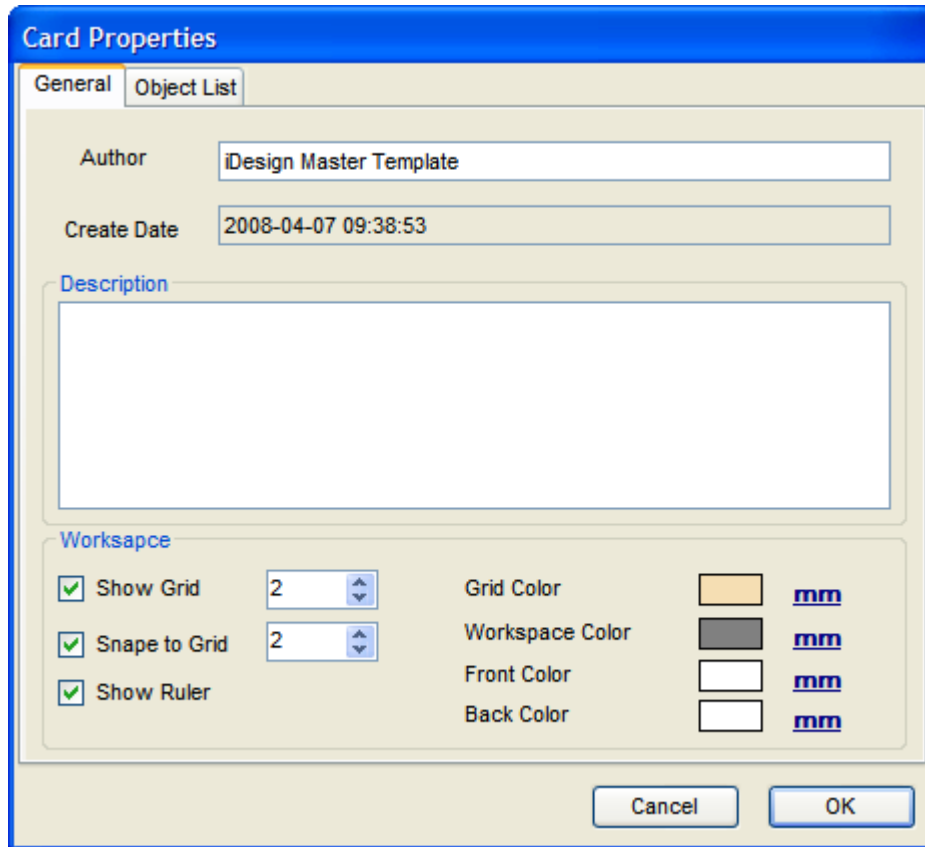 Card Properties
General Object List
Author iDesign Master Template
Create Date 2008-04-07 09:38:53
Description
Worksapce
Show Grid 2 Grid Color mm
Snape to Grid 2 Workspace Color mm
Show Ruler Front Color mm
Back Color mm
Cancel OK